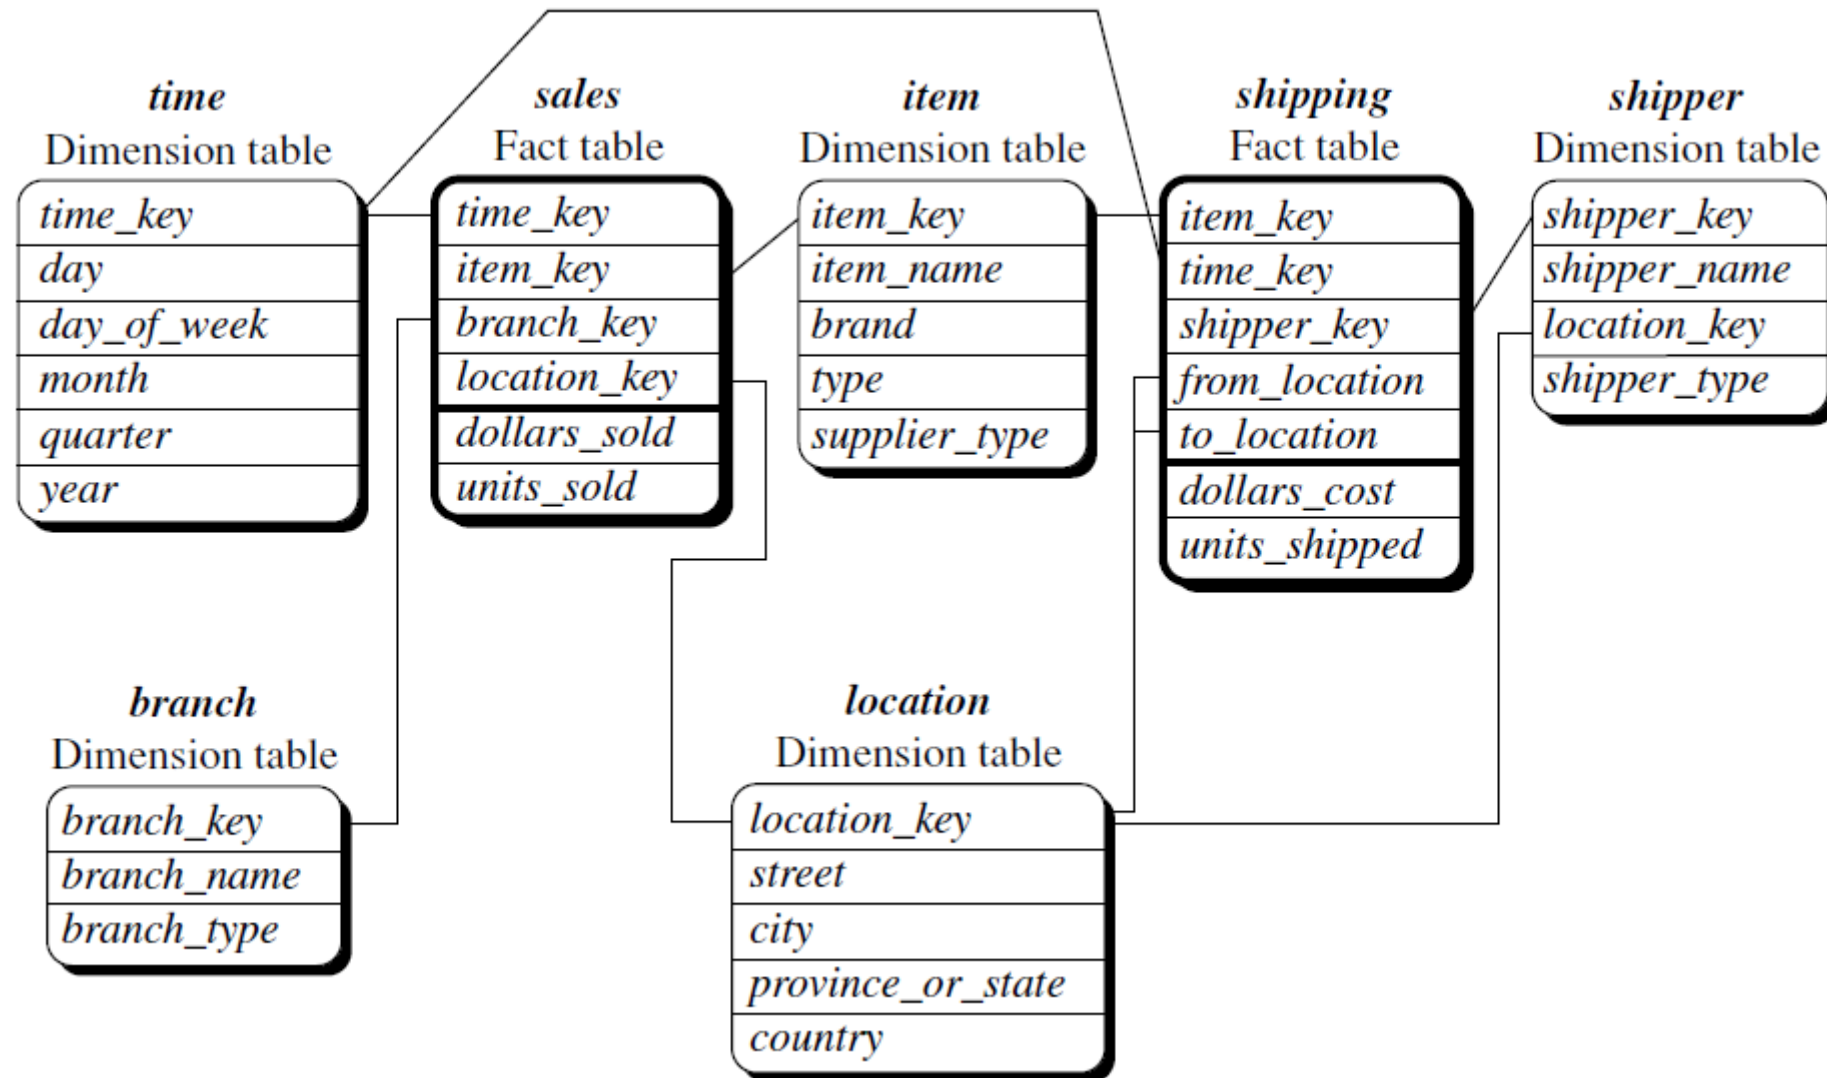 time
Dimension table
time_key
day
day_of_week
month
quarter
year
sales
Fact table
time_key
item_key
branch_key
location_key
dollars_sold
units_sold
item
Dimension table
item_key
item_name
brand
type
supplier_type
shipping
Fact table
item_key
time_key
shipper_key
from_location
to_location
dollars_cost
units_shipped
shipper
Dimension table
shipper_key
shipper_name
location_key
shipper_type
branch
Dimension table
branch_key
branch_name
branch_type
location
Dimension table
location_key
street
city
province_or_state
country